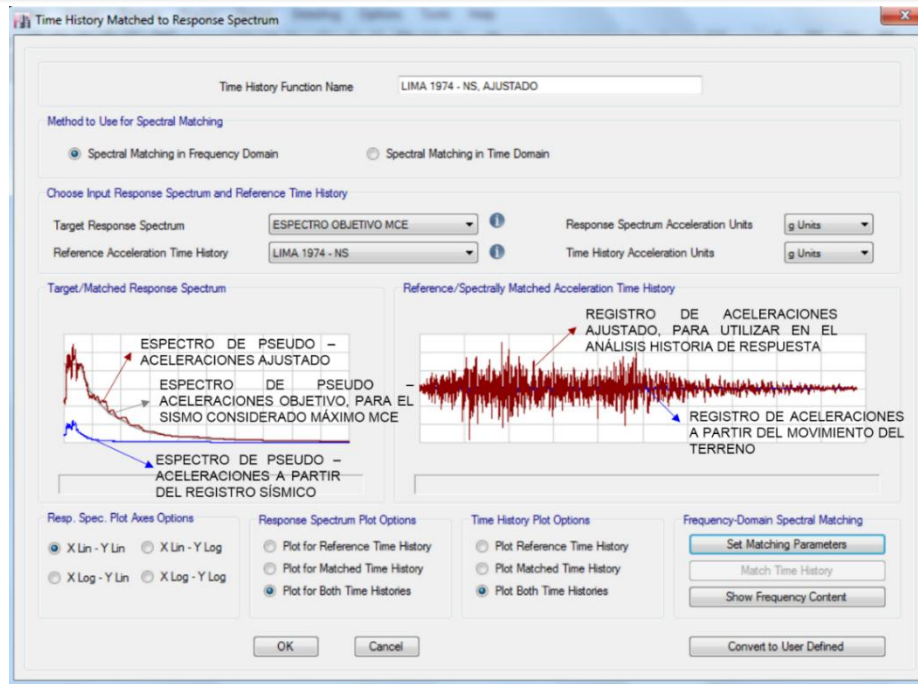 Time History Matched to Response Spectrum
Time History Function Name
LIMA 1974 - NS, AJUSTADO
Method to Use for Spectral Matching
Spectral Matching in Frequency Domain
Spectral Matching in Time Domain
Choose Input Response Spectrum and Reference Time History
Target Response Spectrum
ESPECTRO OBJETIVO MCE
Response Spectrum Acceleration Units
g Units
Reference Acceleration Time History
LIMA 1974 - NS
Time History Acceleration Units
g Units
Target/Matched Response Spectrum
ESPECTRO DE PSEUDO –
ACELERACIONES AJUSTADO
ESPECTRO DE PSEUDO –
ACELERACIONES OBJETIVO, PARA EL
SISMO CONSIDERADO MÁXIMO MCE
ESPECTRO DE PSEUDO –
ACELERACIONES A PARTIR
DEL REGISTRO SÍSMICO
Reference/Spectrally Matched Acceleration Time History
REGISTRO DE ACELERACIONES
AJUSTADO, PARA UTILIZAR EN EL
ANÁLISIS HISTORIA DE RESPUESTA
REGISTRO DE ACELERACIONES
A PARTIR DEL MOVIMIENTO DEL
TERRENO
Resp. Spec. Plot Axes Options
X Lin - Y Lin
X Lin - Y Log
X Log - Y Lin
X Log - Y Log
Response Spectrum Plot Options
Plot for Reference Time History
Plot for Matched Time History
Plot for Both Time Histories
Time History Plot Options
Plot Reference Time History
Plot Matched Time History
Plot Both Time Histories
Frequency-Domain Spectral Matching
Set Matching Parameters
Match Time History
Show Frequency Content
OK
Cancel
Convert to User Defined